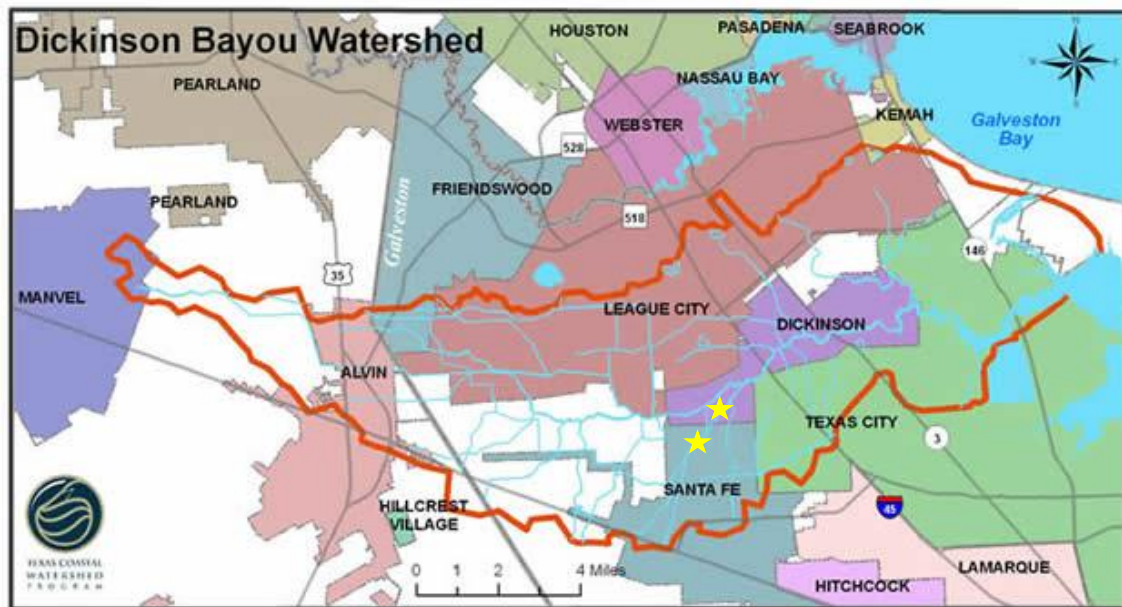 Dickinson Bayou Watershed
HOUSTON
PASADENA
SEABROOK
PEARLAND
NASSAU BAY
N
W
E
S
WEBSTER
KEMAH
Galveston
Bay
528
FRIENDSWOOD
PEARLAND
Galveston
518
146
35
MANVEL
LEAGUE CITY
DICKINSON
ALVIN
TEXAS CITY
3
SANTA FE
HILLCREST
VILLAGE
45
TEXAS COASTAL
WATERSHED
PROGRAM
0 1 2 4 Miles
LAMARQUE
HITCHCOCK